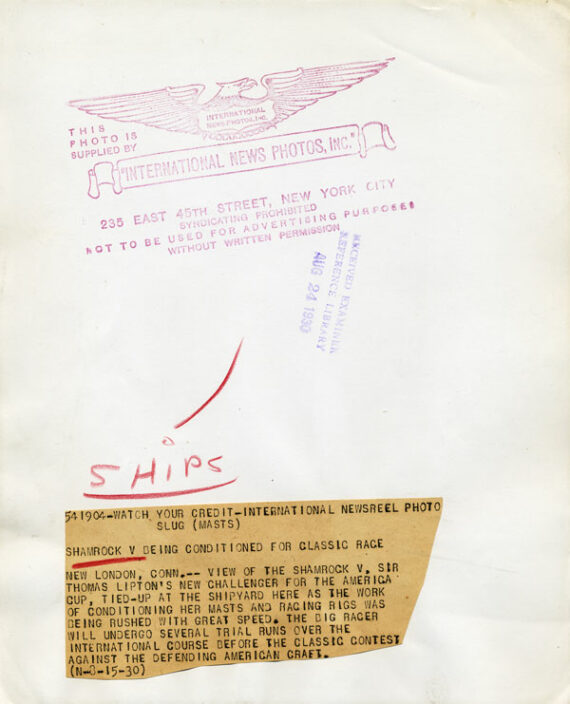 THIS
PHOTO IS
SUPPLIED BY
INTERNATIONAL
NEWS PHOTOS, INC.
"INTERNATIONAL NEWS PHOTOS, INC."
235 EAST 45TH STREET, NEW YORK CITY
SYNDICATING PROHIBITED
NOT TO BE USED FOR ADVERTISING PURPOSES
WITHOUT WRITTEN PERMISSION
RECEIVED EXAMINER
REFERENCE LIBRARY
AUG 24 1930
SHIPS
541904-WATCH YOUR CREDIT-INTERNATIONAL NEWSREEL PHOTO
SLUG (MASTS)
SHAMROCK V BEING CONDITIONED FOR CLASSIC RACE
NEW LONDON, CONN.-- VIEW OF THE SHAMROCK V, SIR
THOMAS LIPTON'S NEW CHALLENGER FOR THE AMERICA
CUP, TIED-UP AT THE SHIPYARD HERE AS THE WORK
OF CONDITIONING HER MASTS AND RACING RIGS WAS
BEING RUSHED WITH GREAT SPEED. THE BIG RACER
WILL UNDERGO SEVERAL TRIAL RUNS OVER THE
INTERNATIONAL COURSE BEFORE THE CLASSIC CONTEST
AGAINST THE DEFENDING AMERICAN CRAFT.
(N-8-15-30)